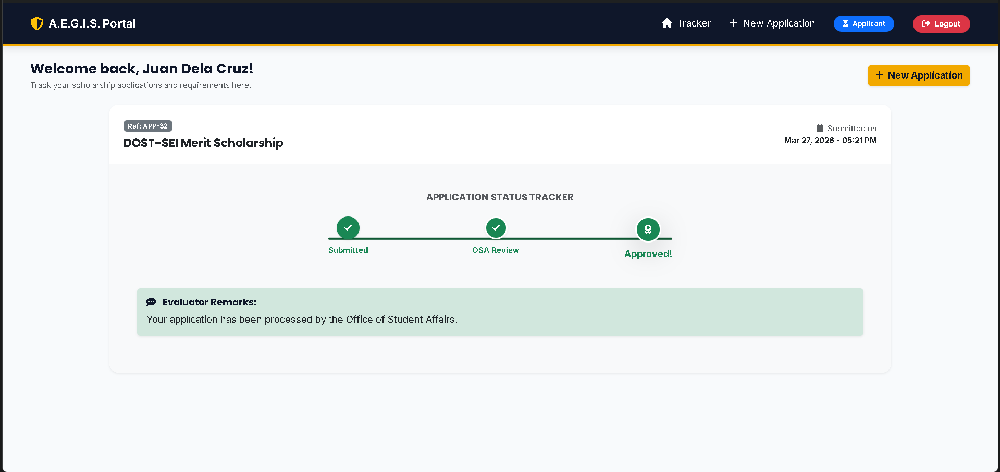 A.E.G.I.S. Portal
Tracker
New Application
Applicant
Logout
Welcome back, Juan Dela Cruz!
Track your scholarship applications and requirements here.
New Application
Ref: APP-32
DOST-SEI Merit Scholarship
Submitted on
Mar 27, 2026 - 05:21 PM
APPLICATION STATUS TRACKER
Submitted
OSA Review
Approved!
Evaluator Remarks:
Your application has been processed by the Office of Student Affairs.